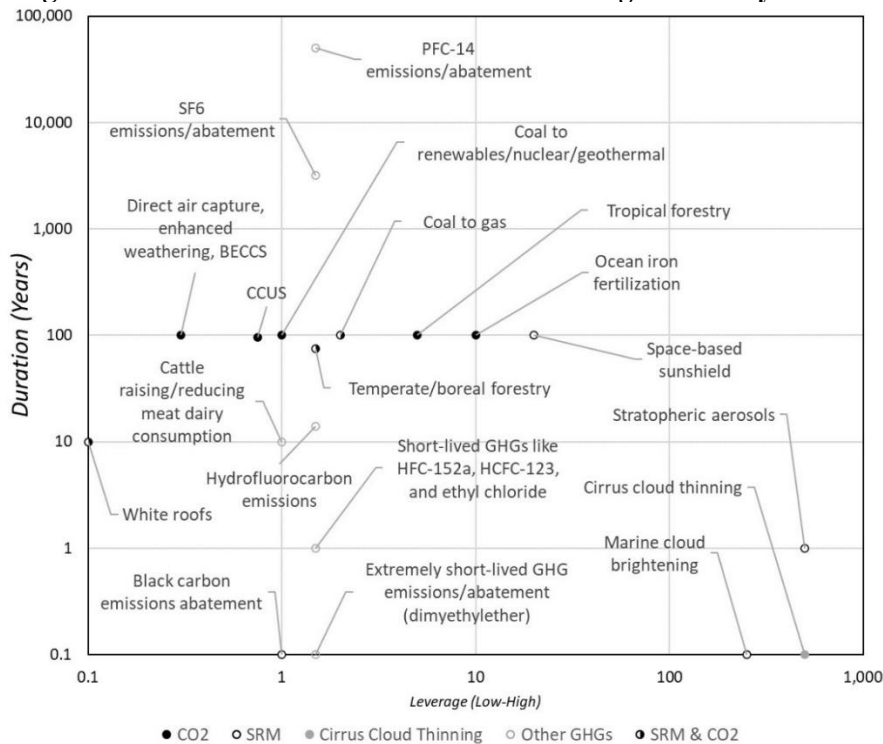 100,000
10,000
1,000
100
10
1
0.1
Duration (Years)
PFC-14
emissions/abatement
SF6
emissions/abatement
Coal to
renewables/nuclear/geothermal
Direct air capture,
enhanced
weathering, BECCS
CCUS
Coal to gas
Tropical forestry
Ocean iron
fertilization
Space-based
sunshield
Temperate/boreal forestry
Cattle
raising/reducing
meat dairy
consumption
Stratopheric aerosols
Hydrofluorocarbon
emissions
Short-lived GHGs like
HFC-152a, HCFC-123,
and ethyl chloride
Cirrus cloud thinning
White roofs
Marine cloud
brightening
Black carbon
emissions abatement
Extremely short-lived GHG
emissions/abatement
(dimyethylether)
0.1
1
10
100
1,000
Leverage (Low-High)
CO2
SRM
Cirrus Cloud Thinning
Other GHGs
SRM & CO2